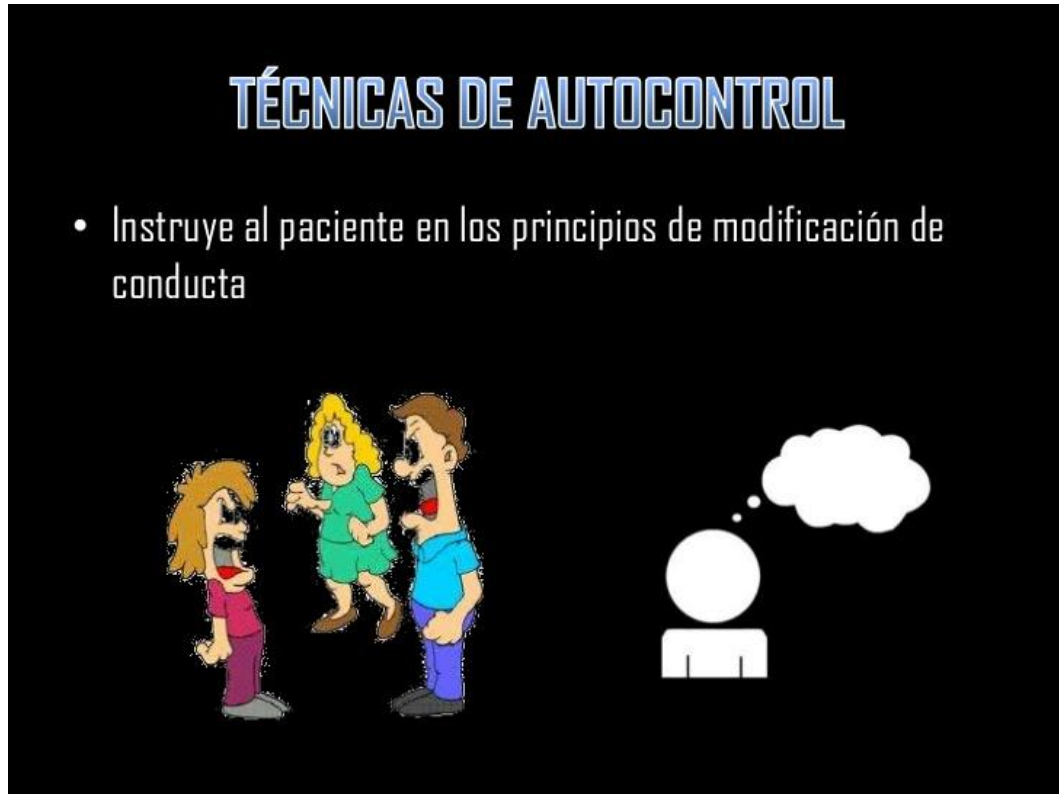 TÉCNICAS DE AUTOCONTROL
• Instruye al paciente en los principios de modificación de
conducta